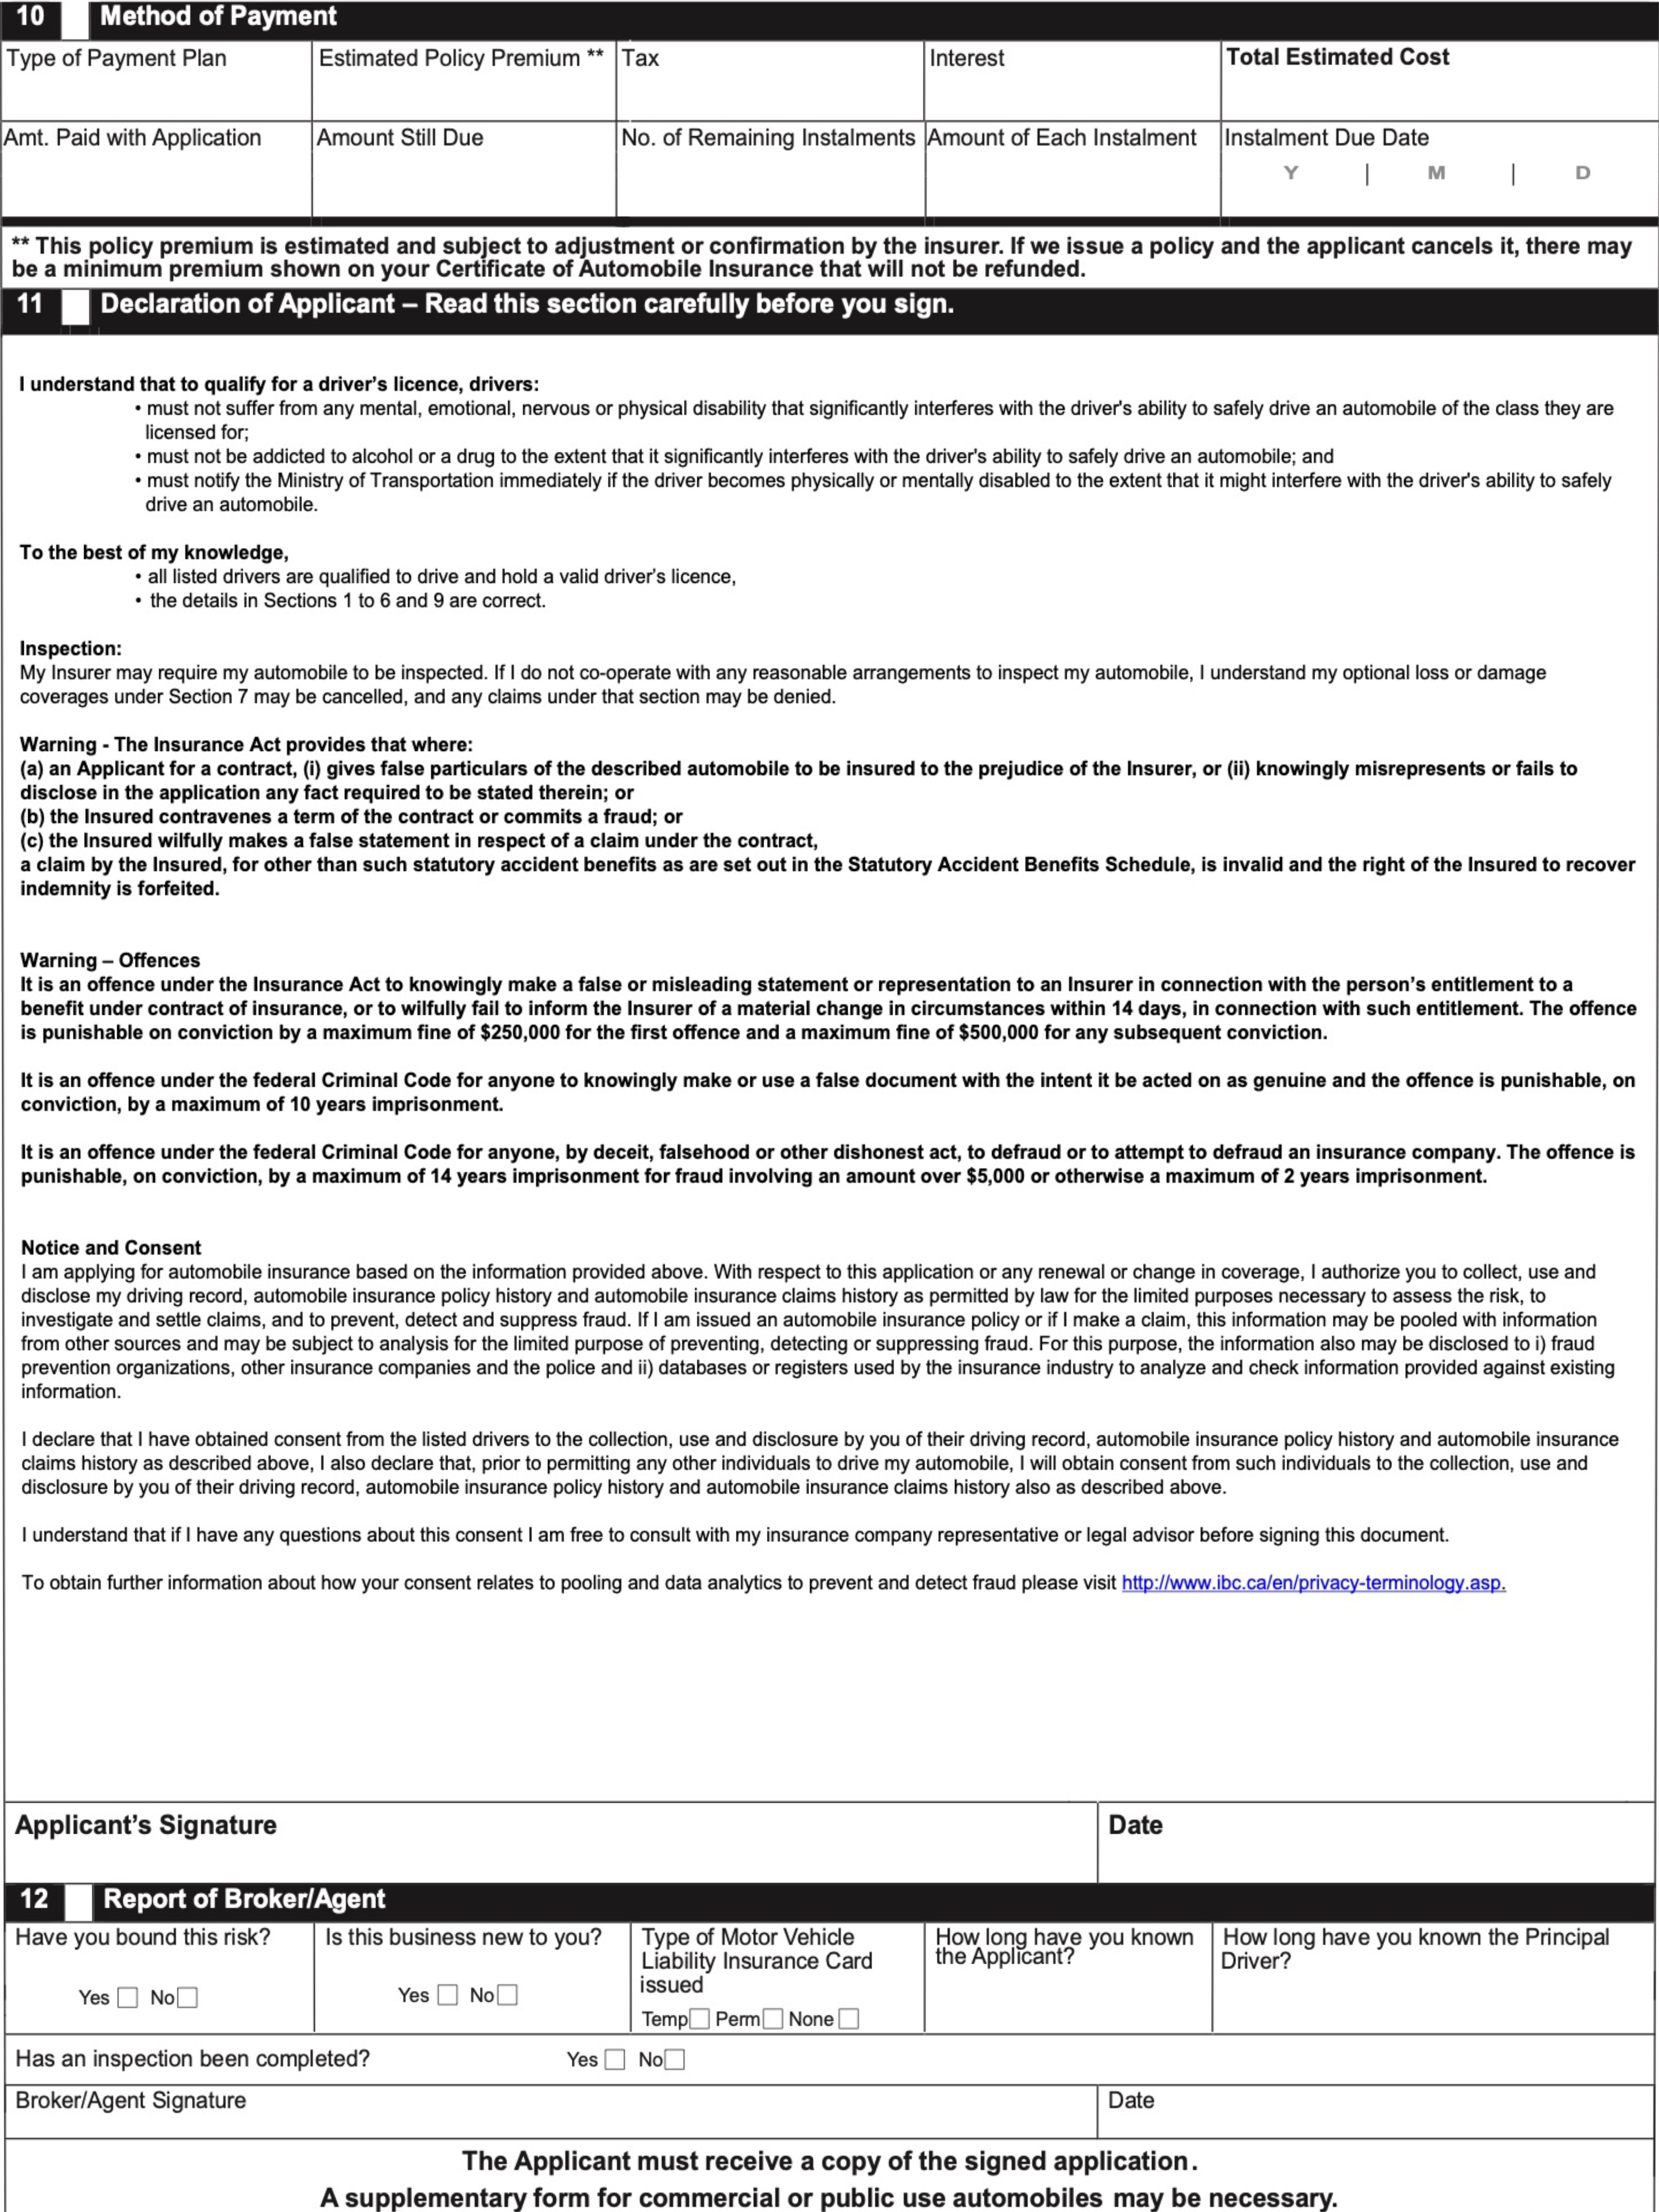 10 Method of Payment
Type of Payment Plan Estimated Policy Premium ** Tax Interest Total Estimated Cost
Amt. Paid with Application Amount Still Due No. of Remaining Instalments Amount of Each Instalment Instalment Due Date
Y | M | D
** This policy premium is estimated and subject to adjustment or confirmation by the insurer. If we issue a policy and the applicant cancels it, there may
be a minimum premium shown on your Certificate of Automobile Insurance that will not be refunded.
11 Declaration of Applicant – Read this section carefully before you sign.
I understand that to qualify for a driver’s licence, drivers:
• must not suffer from any mental, emotional, nervous or physical disability that significantly interferes with the driver's ability to safely drive an automobile of the class they are
licensed for;
• must not be addicted to alcohol or a drug to the extent that it significantly interferes with the driver's ability to safely drive an automobile; and
• must notify the Ministry of Transportation immediately if the driver becomes physically or mentally disabled to the extent that it might interfere with the driver's ability to safely
drive an automobile.
To the best of my knowledge,
• all listed drivers are qualified to drive and hold a valid driver’s licence,
• the details in Sections 1 to 6 and 9 are correct.
Inspection:
My Insurer may require my automobile to be inspected. If I do not co-operate with any reasonable arrangements to inspect my automobile, I understand my optional loss or damage
coverages under Section 7 may be cancelled, and any claims under that section may be denied.
Warning - The Insurance Act provides that where:
(a) an Applicant for a contract, (i) gives false particulars of the described automobile to be insured to the prejudice of the Insurer, or (ii) knowingly misrepresents or fails to
disclose in the application any fact required to be stated therein; or
(b) the Insured contravenes a term of the contract or commits a fraud; or
(c) the Insured wilfully makes a false statement in respect of a claim under the contract,
a claim by the Insured, for other than such statutory accident benefits as are set out in the Statutory Accident Benefits Schedule, is invalid and the right of the Insured to recover
indemnity is forfeited.
Warning – Offences
It is an offence under the Insurance Act to knowingly make a false or misleading statement or representation to an Insurer in connection with the person’s entitlement to a
benefit under contract of insurance, or to wilfully fail to inform the Insurer of a material change in circumstances within 14 days, in connection with such entitlement. The offence
is punishable on conviction by a maximum fine of $250,000 for the first offence and a maximum fine of $500,000 for any subsequent conviction.
It is an offence under the federal Criminal Code for anyone to knowingly make or use a false document with the intent it be acted on as genuine and the offence is punishable, on
conviction, by a maximum of 10 years imprisonment.
It is an offence under the federal Criminal Code for anyone, by deceit, falsehood or other dishonest act, to defraud or to attempt to defraud an insurance company. The offence is
punishable, on conviction, by a maximum of 14 years imprisonment for fraud involving an amount over $5,000 or otherwise a maximum of 2 years imprisonment.
Notice and Consent
I am applying for automobile insurance based on the information provided above. With respect to this application or any renewal or change in coverage, I authorize you to collect, use and
disclose my driving record, automobile insurance policy history and automobile insurance claims history as permitted by law for the limited purposes necessary to assess the risk, to
investigate and settle claims, and to prevent, detect and suppress fraud. If I am issued an automobile insurance policy or if I make a claim, this information may be pooled with information
from other sources and may be subject to analysis for the limited purpose of preventing, detecting or suppressing fraud. For this purpose, the information also may be disclosed to i) fraud
prevention organizations, other insurance companies and the police and ii) databases or registers used by the insurance industry to analyze and check information provided against existing
information.
I declare that I have obtained consent from the listed drivers to the collection, use and disclosure by you of their driving record, automobile insurance policy history and automobile insurance
claims history as described above, I also declare that, prior to permitting any other individuals to drive my automobile, I will obtain consent from such individuals to the collection, use and
disclosure by you of their driving record, automobile insurance policy history and automobile insurance claims history also as described above.
I understand that if I have any questions about this consent I am free to consult with my insurance company representative or legal advisor before signing this document.
To obtain further information about how your consent relates to pooling and data analytics to prevent and detect fraud please visit http://www.ibc.ca/en/privacy-terminology.asp.
Applicant’s Signature Date
12 Report of Broker/Agent
Have you bound this risk?
Yes No
Is this business new to you?
Yes No
Type of Motor Vehicle
Liability Insurance Card
issued
Temp Perm None
How long have you known
the Applicant?
How long have you known the Principal
Driver?
Has an inspection been completed? Yes No
Broker/Agent Signature Date
The Applicant must receive a copy of the signed application.
A supplementary form for commercial or public use automobiles may be necessary.